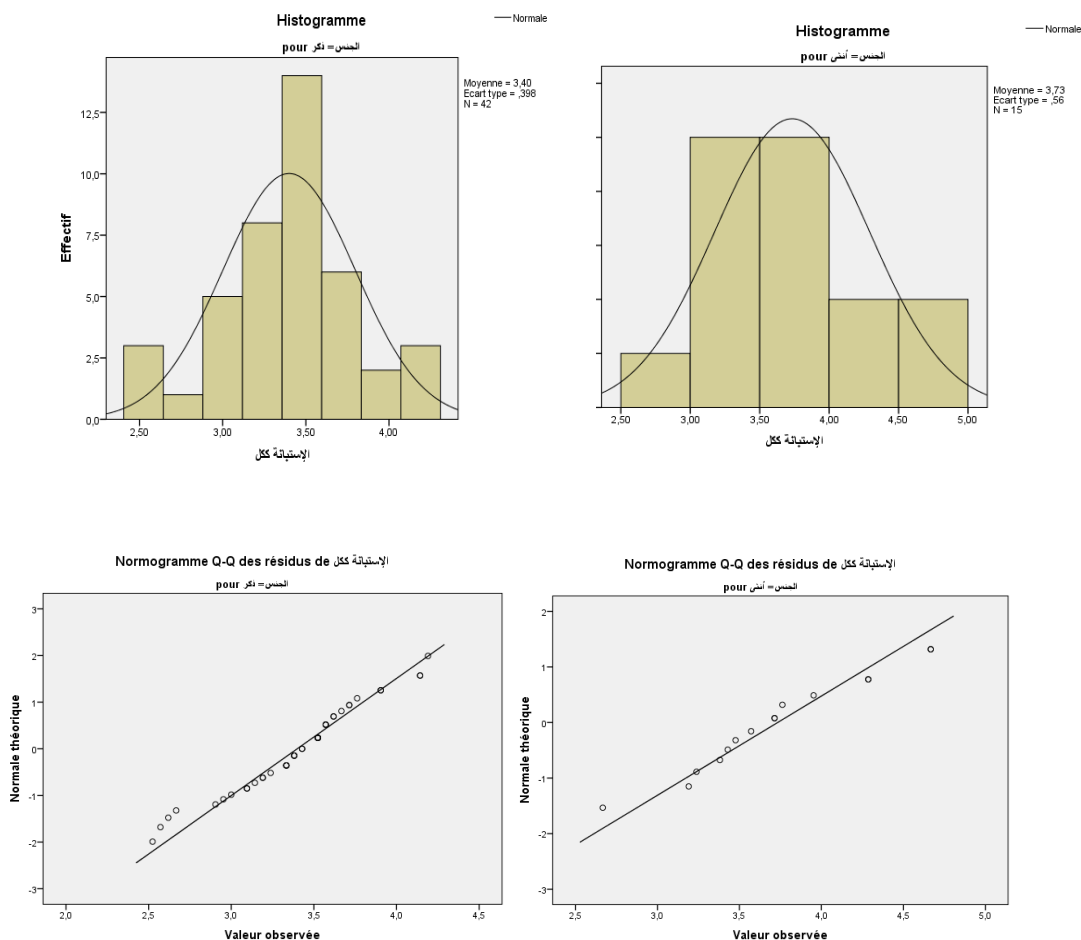 Histogramme
Normale
pour الجنس= ذكر
Moyenne = 3,40
Ecart type = ,398
N = 42
12,5
10,0
7,5
5,0
2,5
0,0
Effectif
2,50
3,00
3,50
4,00
الإستبانة ككل
Histogramme
Normale
pour الجنس= أنثى
Moyenne = 3,73
Ecart type = ,56
N = 15
2,50
3,00
3,50
4,00
4,50
5,00
الإستبانة ككل
Normogramme Q-Q des résidus de الإستبانة ككل
pour الجنس= ذكر
3
2
1
0
-1
-2
-3
Normale théorique
2,0
2,5
3,0
3,5
4,0
4,5
Valeur observée
Normogramme Q-Q des résidus de الإستبانة ككل
pour الجنس= أنثى
2
1
0
-1
-2
-3
Normale théorique
2,5
3,0
3,5
4,0
4,5
5,0
Valeur observée